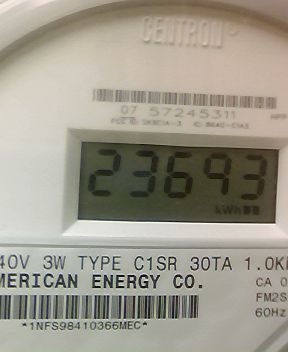 CENTRON®
07 57245311
23693
kWh
40V 3W TYPE C1SR 30TA 1.0K
MERICAN ENERGY CO.
CA 0
FM2S
60Hz
*1NFS98410366MEC*